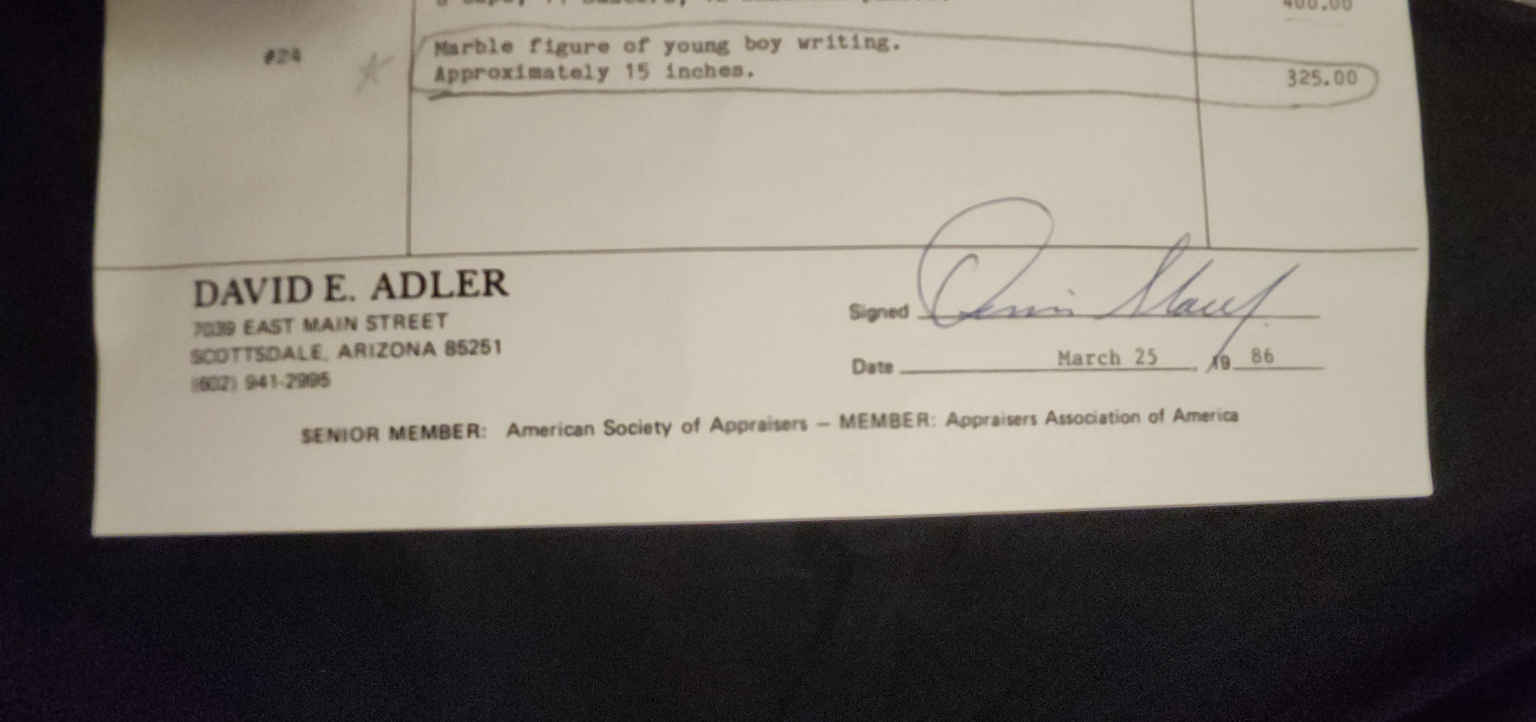 400.00
#24
Marble figure of young boy writing.
Approximately 15 inches. 325.00
DAVID E. ADLER
7039 EAST MAIN STREET
SCOTTSDALE, ARIZONA 85251
(602) 941-2995
Signed
Date March 25, 19 86
SENIOR MEMBER: American Society of Appraisers – MEMBER: Appraisers Association of America